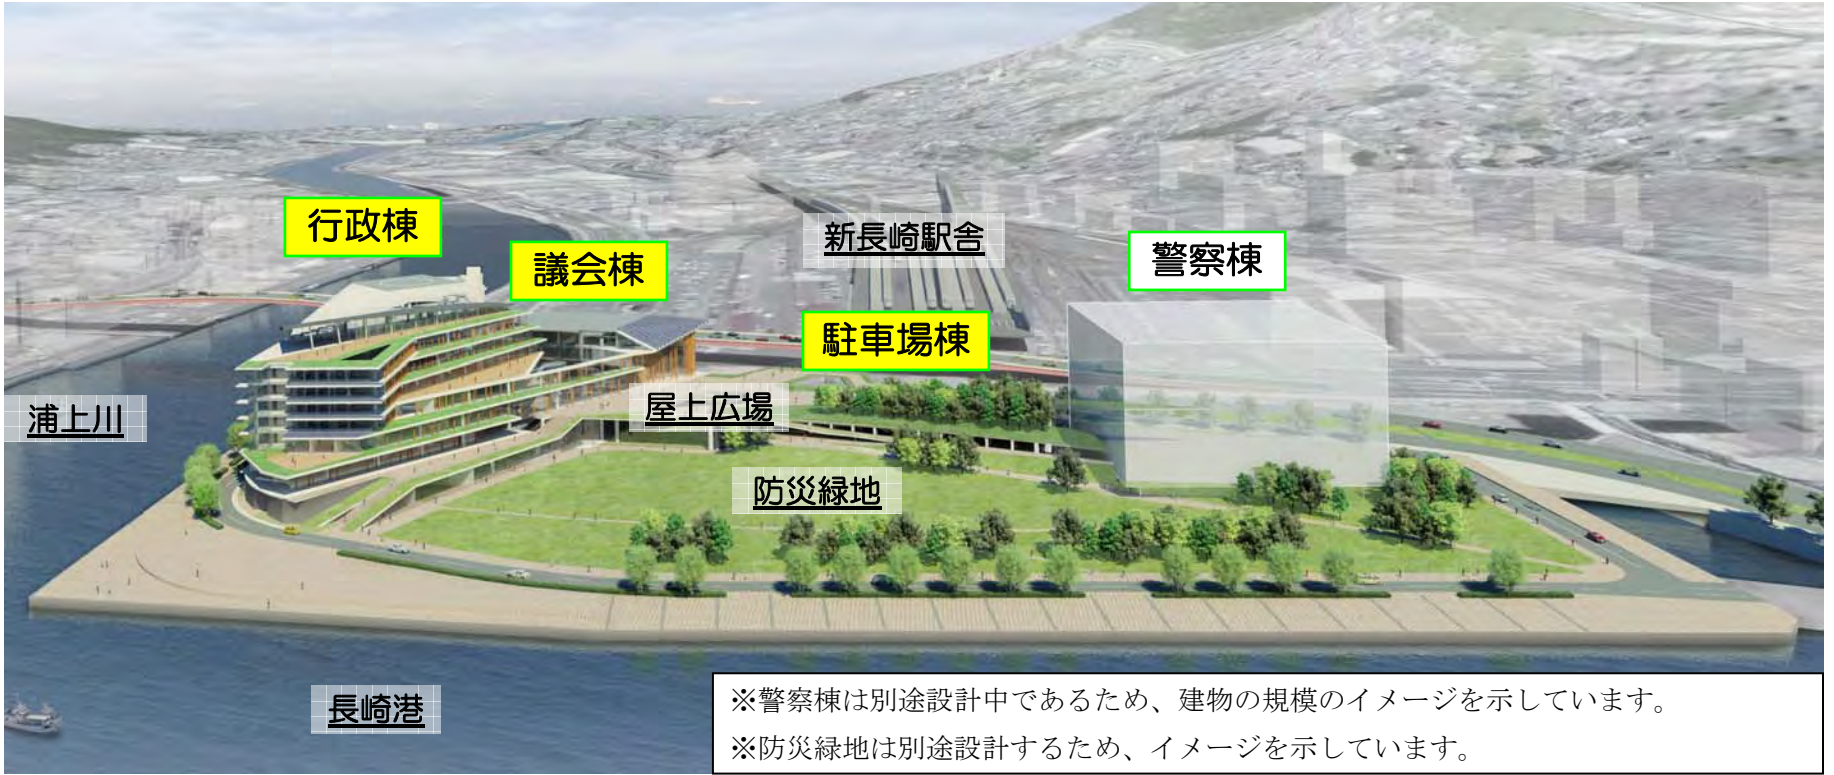 行政棟
議会棟
新長崎駅舎
警察棟
駐車場棟
浦上川
屋上広場
防災緑地
長崎港
※警察棟は別途設計中であるため、建物の規模のイメージを示しています。
※防災緑地は別途設計するため、イメージを示しています。